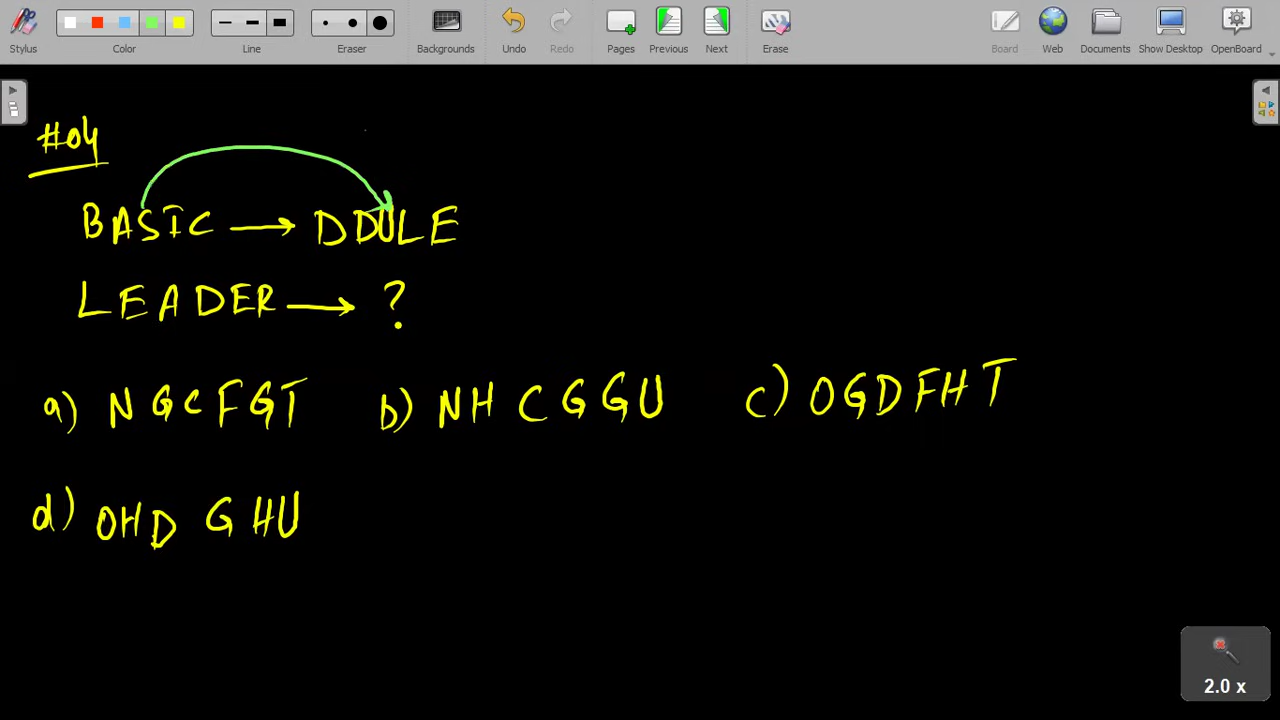 Stylus Color Line Eraser Backgrounds Undo Redo Pages Previous Next Erase Board Web Documents Show Desktop OpenBoard
#04
BASIC → DDULE
LEADER → ?
a) NGCFGT b) NHCGGU c) OGDFHT
d) OHDGHU
2.0 x